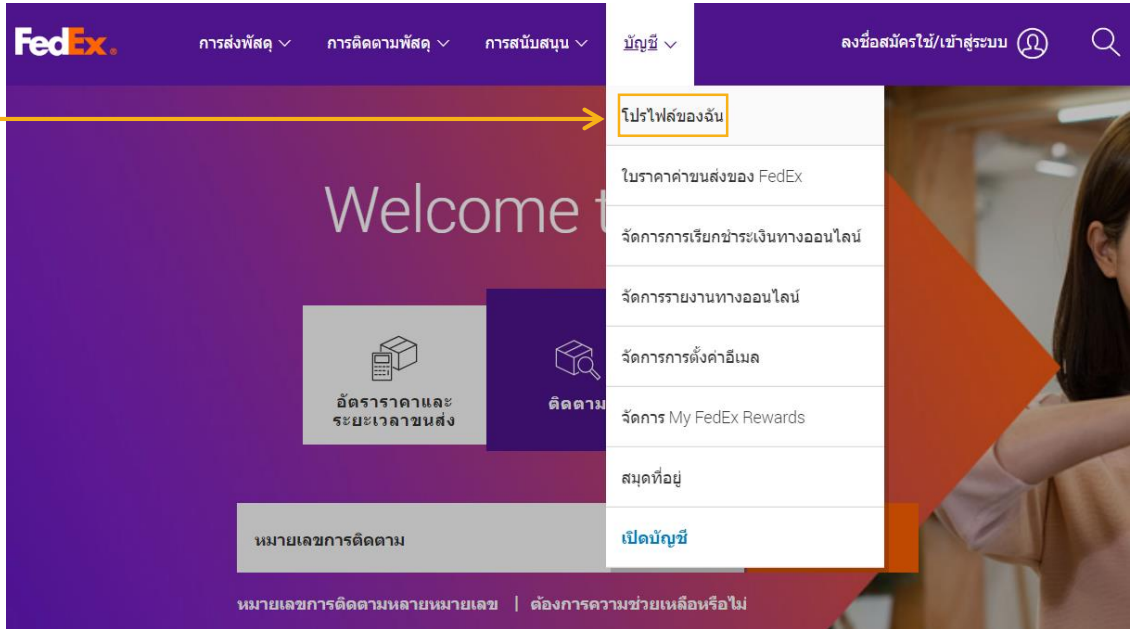 FedEx.
การส่งพัสดุ
การติดตามพัสดุ
การสนับสนุน
บัญชี
ลงชื่อสมัครใช้/เข้าสู่ระบบ
โปรไฟล์ของฉัน
ใบราคาค่าขนส่งของ FedEx
จัดการการเรียกชำระเงินทางออนไลน์
จัดการรายงานทางออนไลน์
จัดการการตั้งค่าอีเมล
จัดการ My FedEx Rewards
สมุดที่อยู่
เปิดบัญชี
Welcome
อัตราราคาและ
ระยะเวลาขนส่ง
ติดตาม
หมายเลขการติดตาม
หมายเลขการติดตามหลายหมายเลข | ต้องการความช่วยเหลือหรือไม่